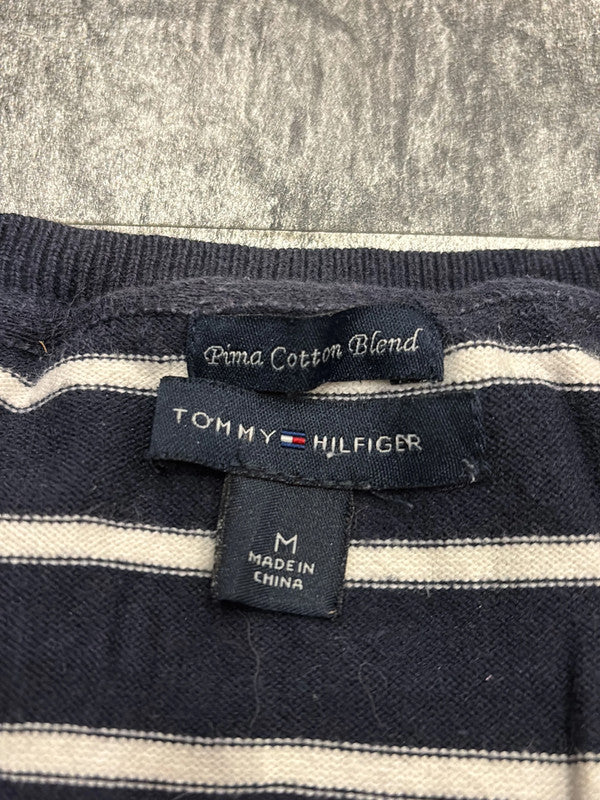 Pima Cotton Blend
TOMMY HILFIGER
M
MADE IN
CHINA